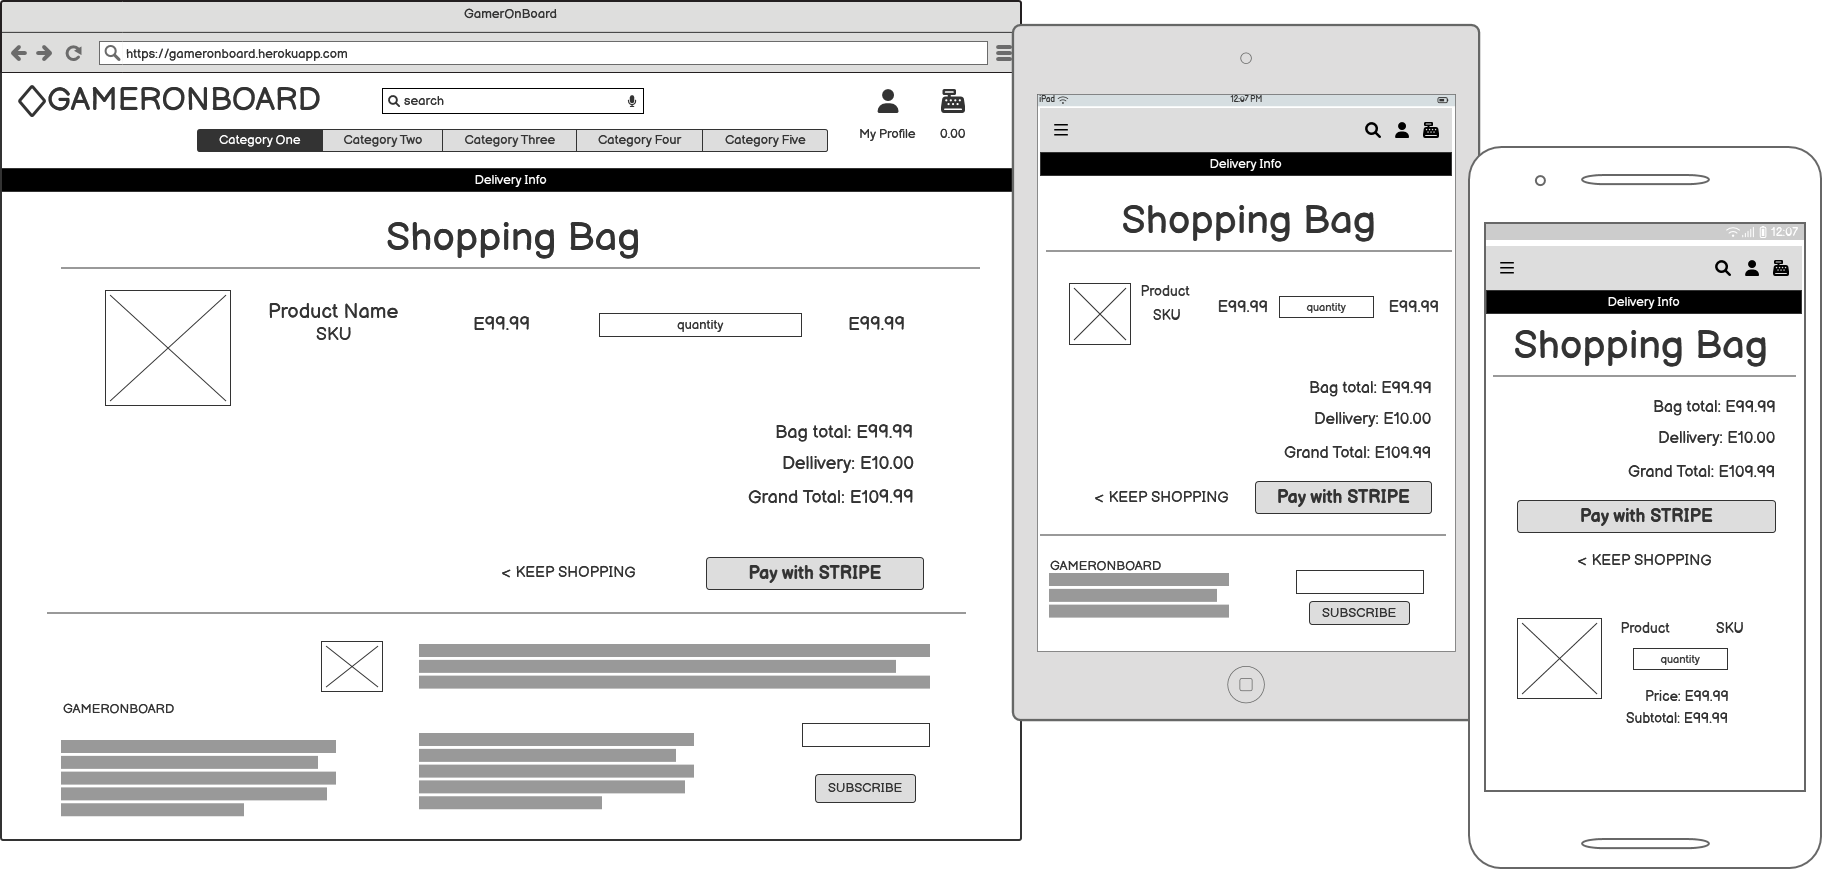 GamerOnBoard
https://gameronboard.herokuapp.com
GAMERONBOARD
search
My Profile
0.00
Category One
Category Two
Category Three
Category Four
Category Five
Delivery Info
Shopping Bag
Product Name
SKU
E99.99
quantity
E99.99
Bag total: E99.99
Dellivery: E10.00
Grand Total: E109.99
< KEEP SHOPPING
Pay with STRIPE
GAMERONBOARD
SUBSCRIBE
iPad
12:07 PM
Delivery Info
Shopping Bag
Product
SKU
E99.99
quantity
E99.99
Bag total: E99.99
Dellivery: E10.00
Grand Total: E109.99
< KEEP SHOPPING
Pay with STRIPE
GAMERONBOARD
SUBSCRIBE
12:07
Delivery Info
Shopping Bag
Bag total: E99.99
Dellivery: E10.00
Grand Total: E109.99
Pay with STRIPE
< KEEP SHOPPING
Product
SKU
quantity
Price: E99.99
Subtotal: E99.99